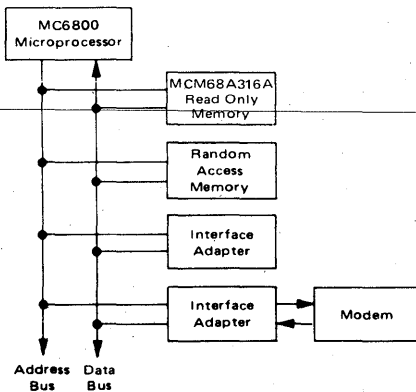 MC6800
Microprocessor
MCM68A316A
Read Only
Memory
Random
Access
Memory
Interface
Adapter
Interface
Adapter
Modem
Address Data
Bus Bus